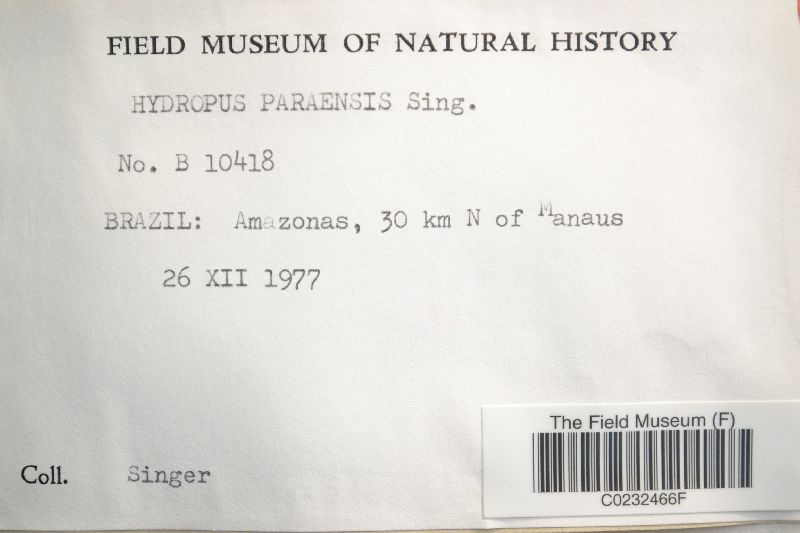 FIELD MUSEUM OF NATURAL HISTORY
HYDROPUS PARAENSIS Sing.
No. B 10418
BRAZIL: Amazonas, 30 km N of Manaus
26 XII 1977
Coll. Singer
The Field Museum (F)
C0232466F